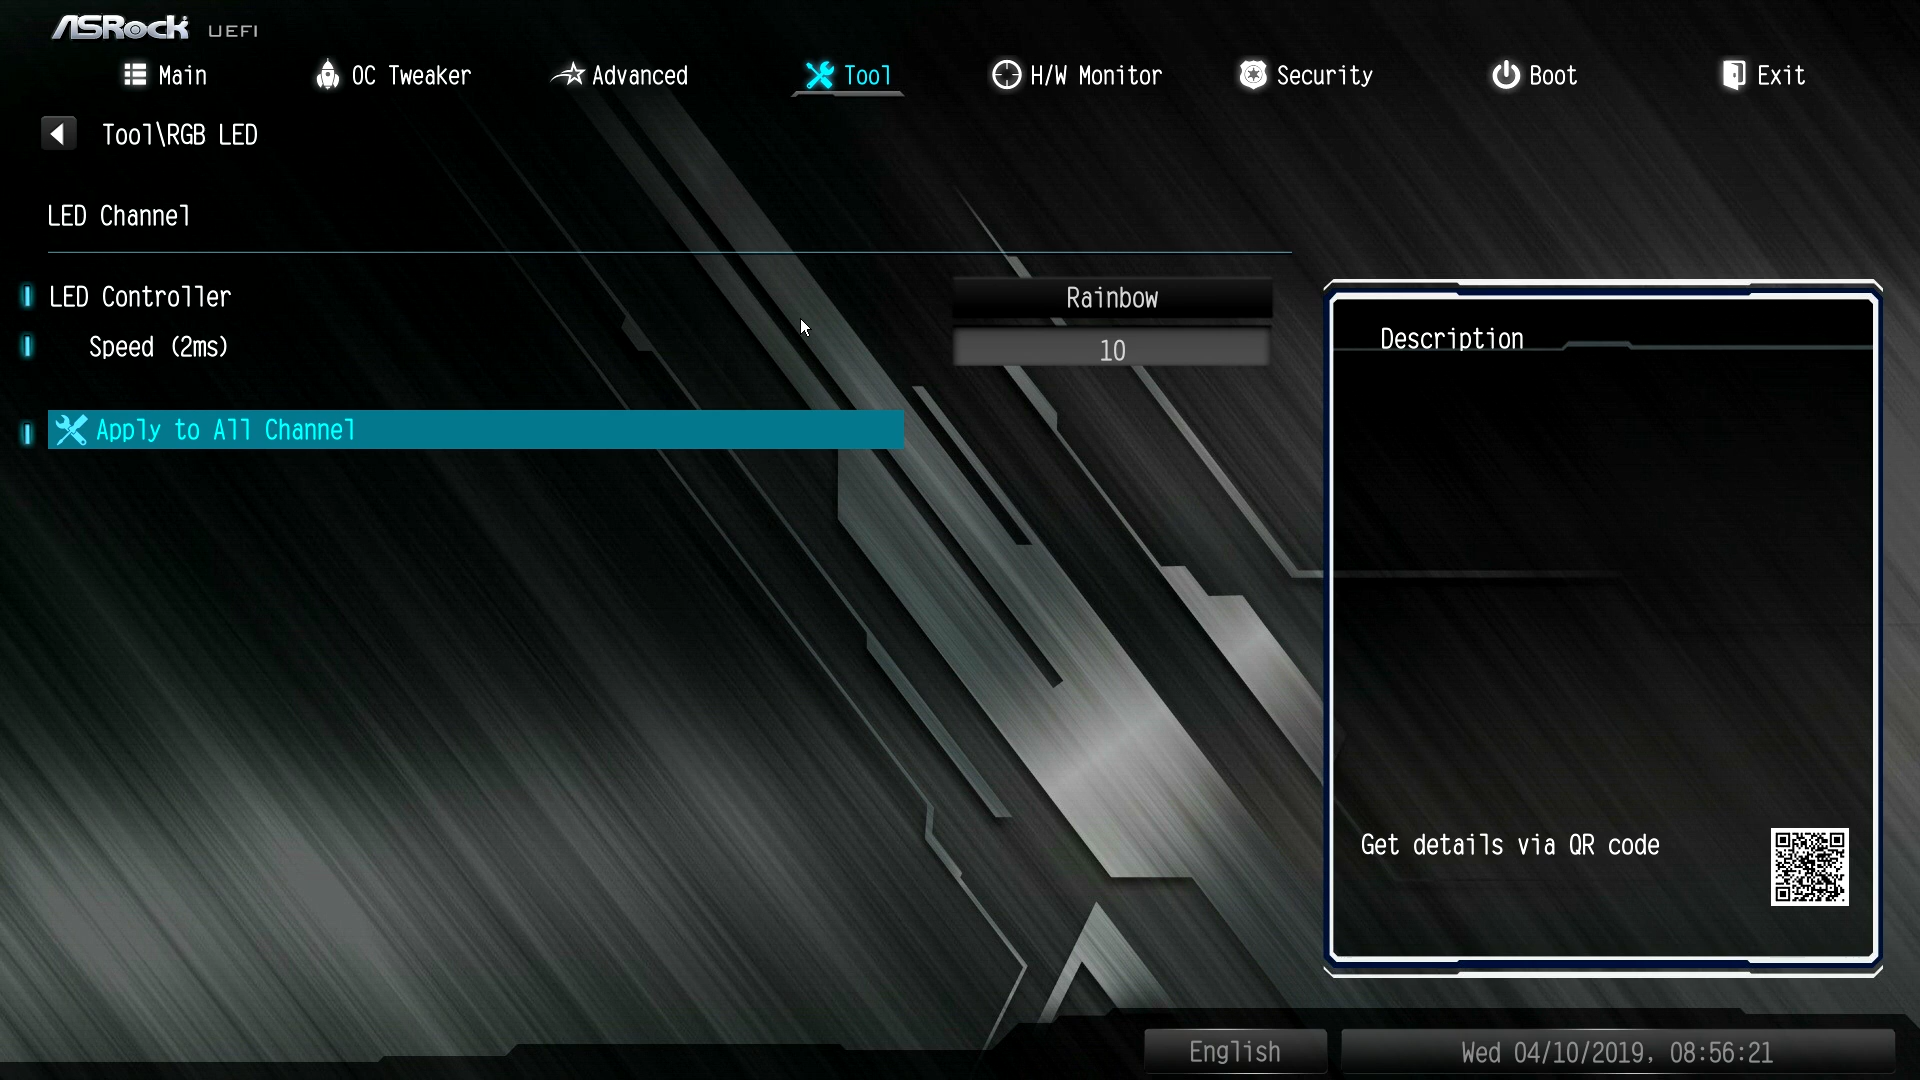 ASRock UEFI
Main OC Tweaker Advanced Tool H/W Monitor Security Boot Exit
Tool\RGB LED
LED Channel
LED Controller Rainbow
Speed (2ms) 10
Apply to All Channel
Description
Get details via QR code
English Wed 04/10/2019, 08:56:21